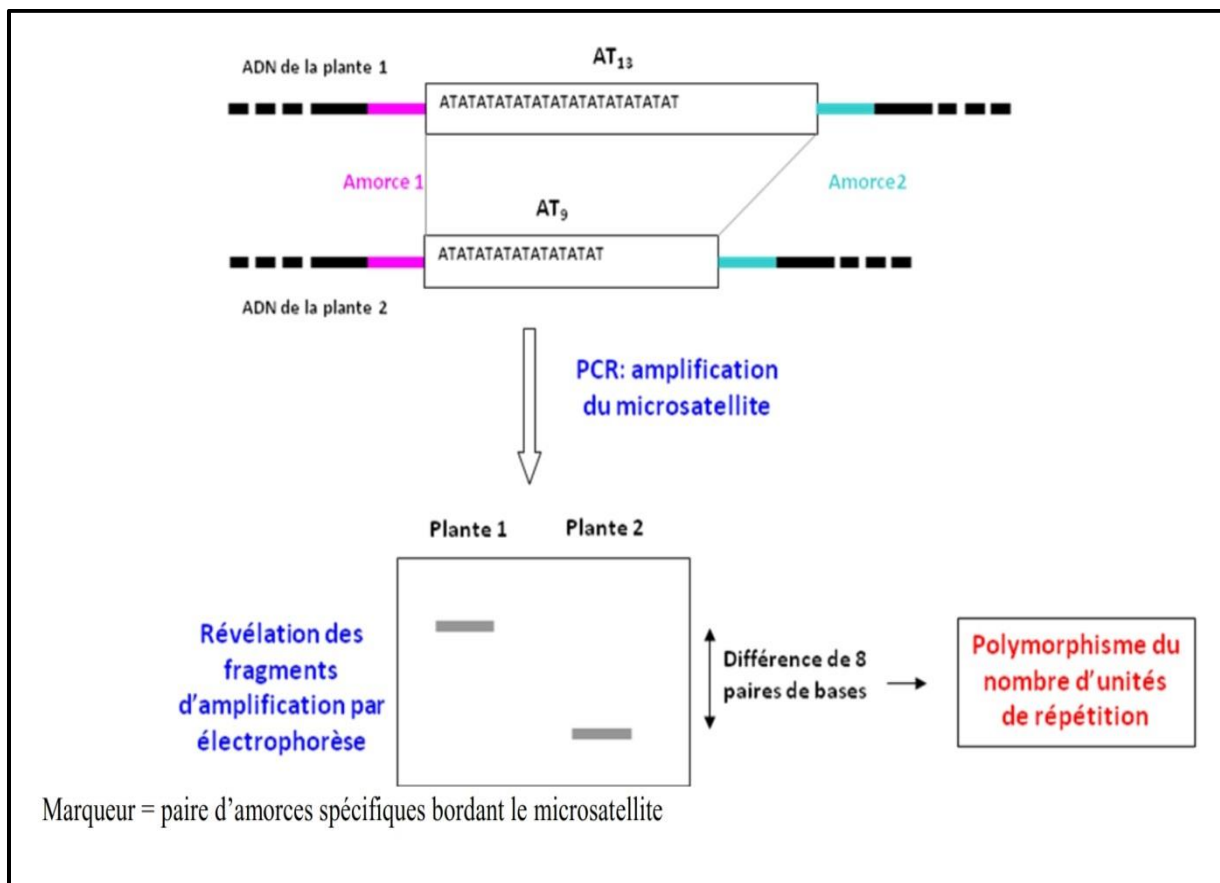 AT₁₃
ADN de la plante 1
ATATATATATATATATATATATATAT
Amorce 1
Amorce2
AT₉
ATATATATATATATATAT
ADN de la plante 2
PCR: amplification
du microsatellite
Plante 1
Plante 2
Révélation des
fragments
d'amplification par
électrophorèse
Différence de 8
paires de bases
Polymorphisme du
nombre d'unités
de répétition
Marqueur = paire d'amorces spécifiques bordant le microsatellite